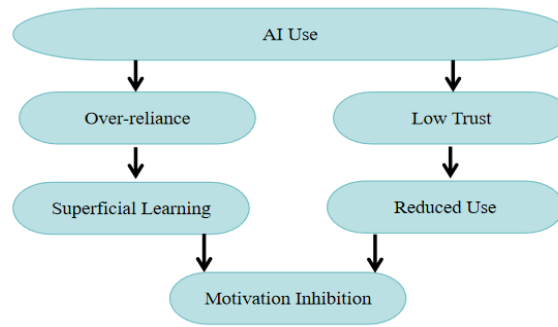 AI Use
Over-reliance
Low Trust
Superficial Learning
Reduced Use
Motivation Inhibition